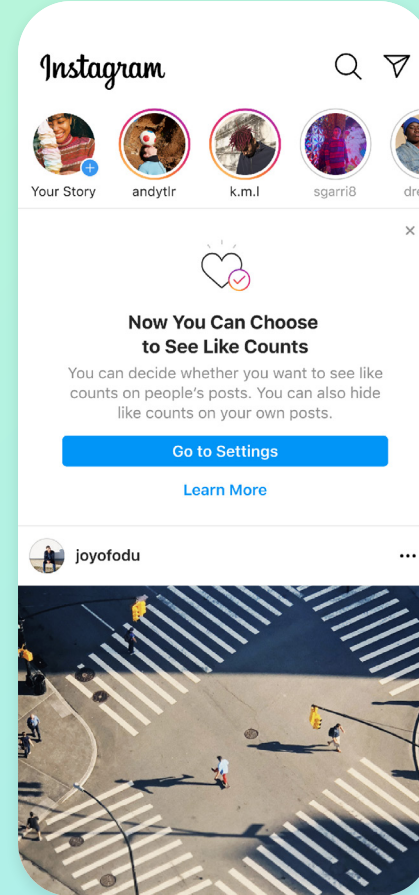 Instagram
Your Story
andytlr
k.m.l
sgarri8
Now You Can Choose
to See Like Counts
You can decide whether you want to see like
counts on people's posts. You can also hide
like counts on your own posts.
Go to Settings
Learn More
joyofodu